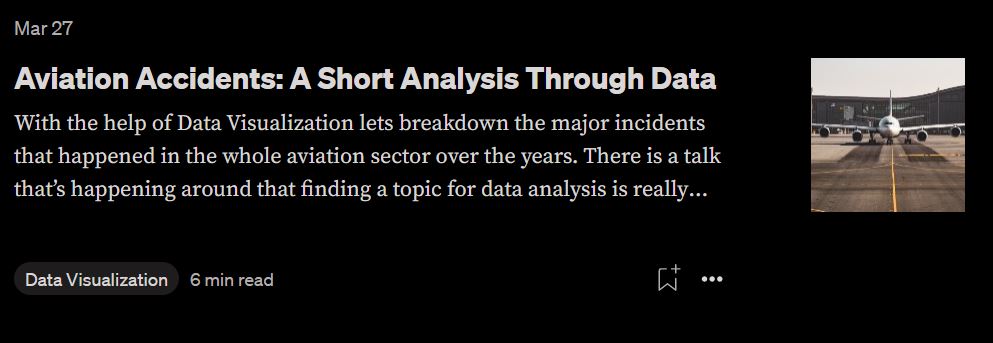 Mar 27
Aviation Accidents: A Short Analysis Through Data
With the help of Data Visualization lets breakdown the major incidents
that happened in the whole aviation sector over the years. There is a talk
that’s happening around that finding a topic for data analysis is really…
Data Visualization 6 min read